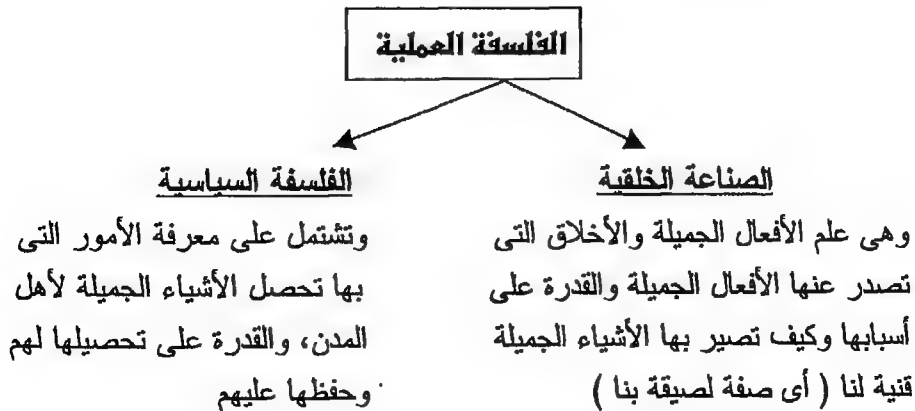 الفلسفة العملية
الصناعة الخلقية
وهى علم الأفعال الجميلة والأخلاق التى
تصدر عنها الأفعال الجميلة والقدرة على
أسبابها وكيف تصير بها الأشياء الجميلة
قنية لنا ( أى صفة لصيقة بنا )
الفلسفة السياسية
وتشتمل على معرفة الأمور التى
بها تحصل الأشياء الجميلة لأهل
المدن، والقدرة على تحصيلها لهم
وحفظها عليهم